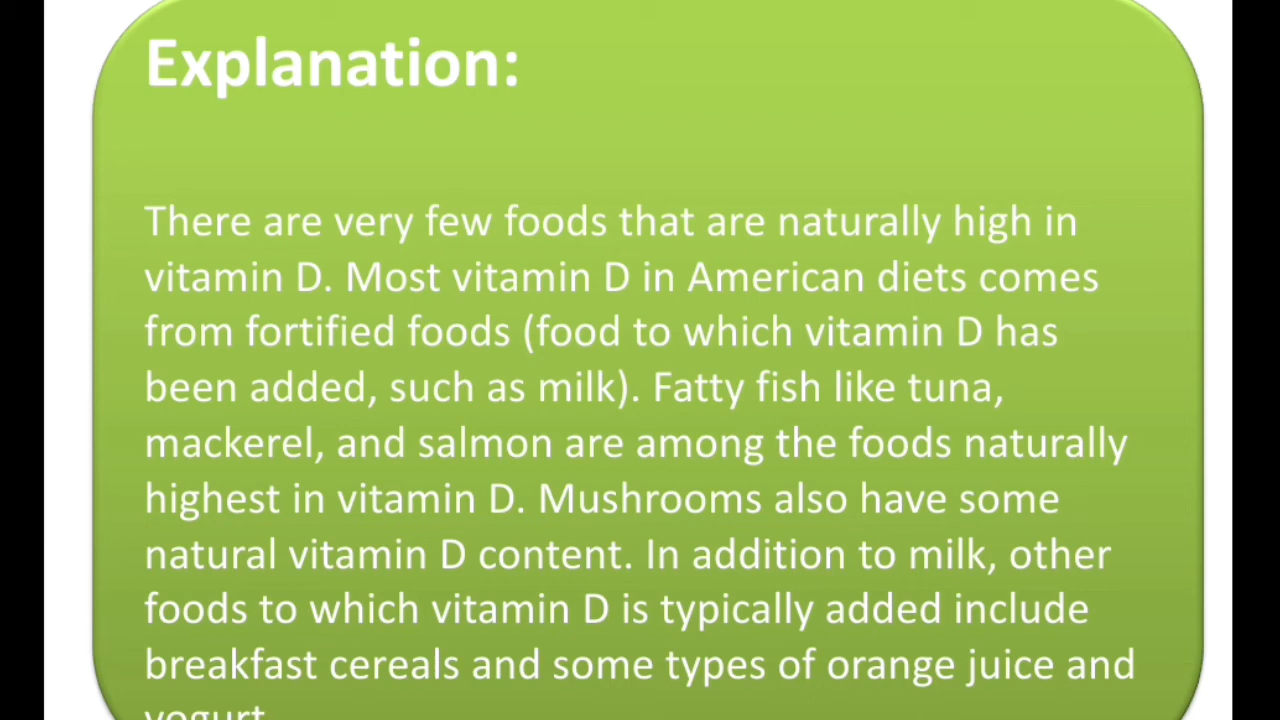 Explanation:
There are very few foods that are naturally high in
vitamin D. Most vitamin D in American diets comes
from fortified foods (food to which vitamin D has
been added, such as milk). Fatty fish like tuna,
mackerel, and salmon are among the foods naturally
highest in vitamin D. Mushrooms also have some
natural vitamin D content. In addition to milk, other
foods to which vitamin D is typically added include
breakfast cereals and some types of orange juice and
yogurt.